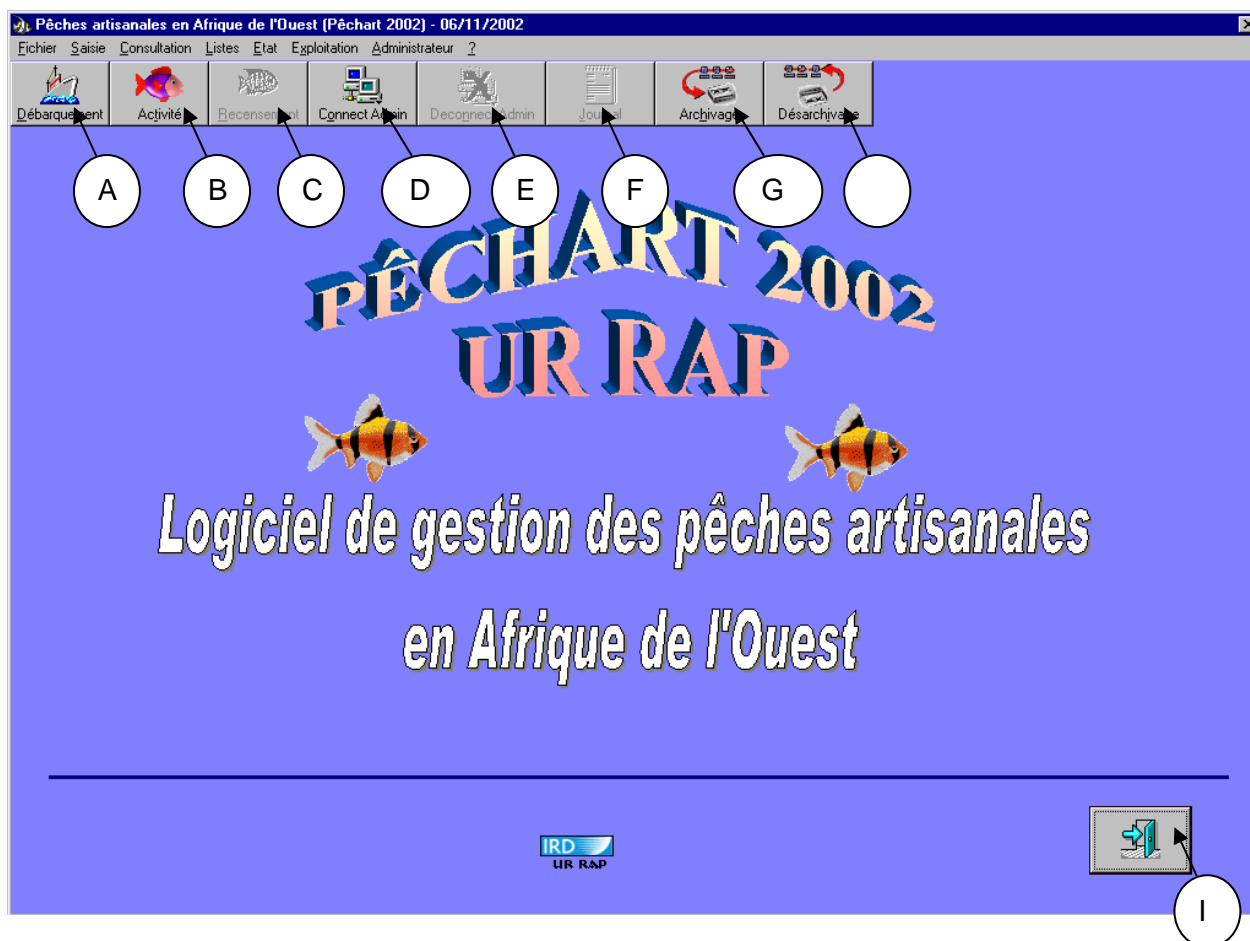 Pêches artisanales en Afrique de l'Ouest (Pêchart 2002) - 06/11/2002
Fichier Saisie Consultation Listes Etat Exploitation Administrateur ?
Débarquement Activité Recensement Connect Admin Deconnect Admin Journal Archivage Désarchivage
A B C D E F G
PÊCHART 2002
UR RAP
Logiciel de gestion des pêches artisanales
en Afrique de l'Ouest
IRD
UR RAP
I